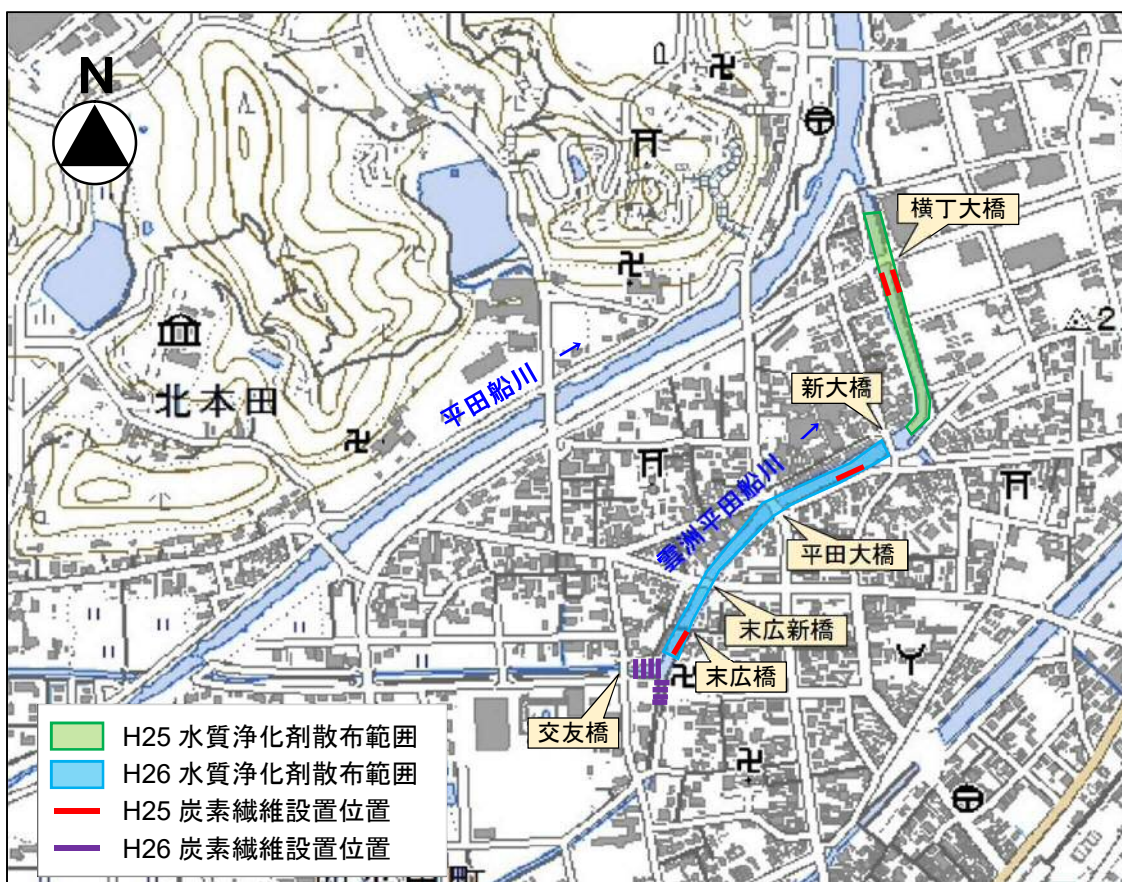 N
横丁大橋
2
新大橋
平田船川
→
北本田
→
雲洲平田船川
平田大橋
末広新橋
末広橋
交友橋
H25 水質浄化剤散布範囲
H26 水質浄化剤散布範囲
H25 炭素繊維設置位置
H26 炭素繊維設置位置